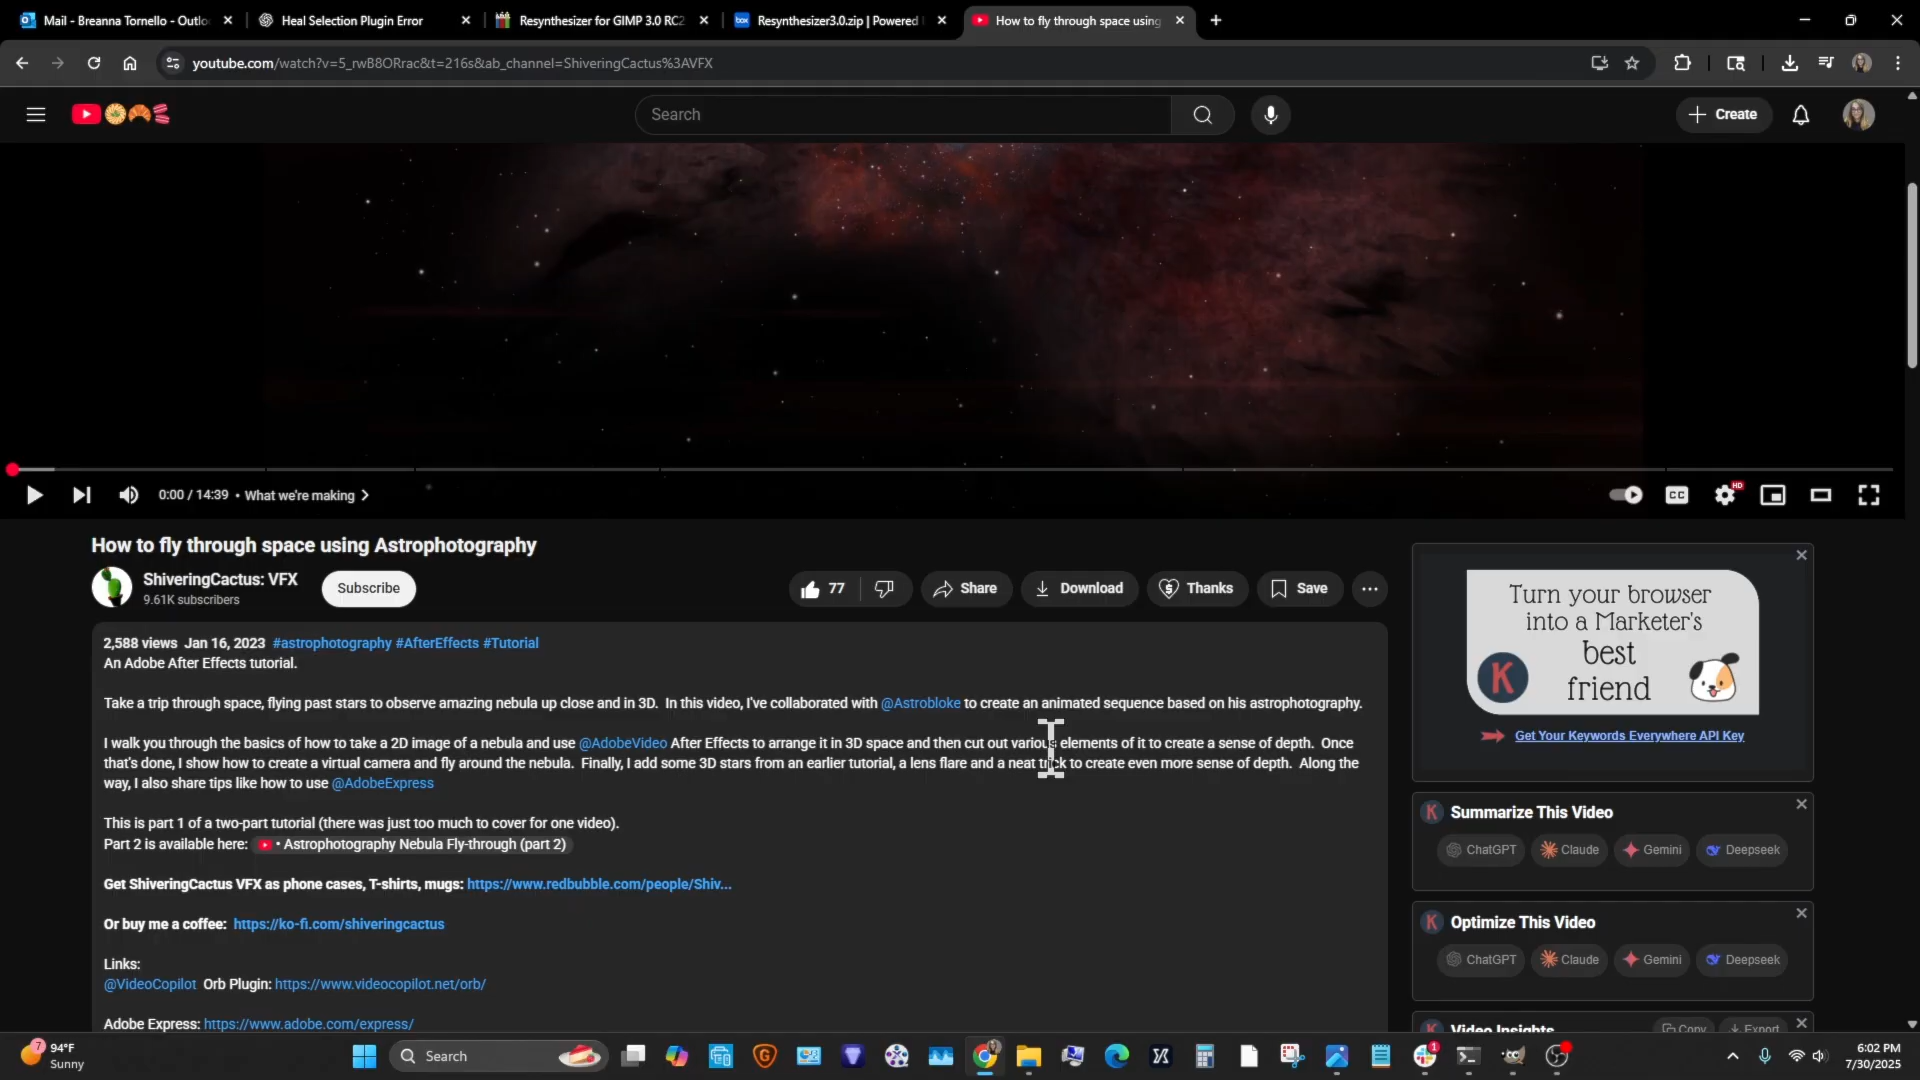 Mail - Breanna Tornello - Outlo
Heal Selection Plugin Error
Resynthesizer for GIMP 3.0 RC2
box
Resynthesizer3.0.zip | Powered
How to fly through space using
youtube.com/watch?v=5_rwB8ORrac&t=216s&ab_channel=ShiveringCactus%3AVFX
Search
Create
0:00 / 14:39 • What we're making
CC
HD
How to fly through space using Astrophotography
ShiveringCactus: VFX
9.61K subscribers
Subscribe
77
Share
Download
Thanks
Save
2,588 views Jan 16, 2023 #astrophotography #AfterEffects #Tutorial
An Adobe After Effects tutorial.
Take a trip through space, flying past stars to observe amazing nebula up close and in 3D. In this video, I've collaborated with @Astrobloke to create an animated sequence based on his astrophotography.
I walk you through the basics of how to take a 2D image of a nebula and use @AdobeVideo After Effects to arrange it in 3D space and then cut out various elements of it to create a sense of depth. Once
that's done, I show how to create a virtual camera and fly around the nebula. Finally, I add some 3D stars from an earlier tutorial, a lens flare and a neat trick to create even more sense of depth. Along the
way, I also share tips like how to use @AdobeExpress
This is part 1 of a two-part tutorial (there was just too much to cover for one video).
Part 2 is available here: • Astrophotography Nebula Fly-through (part 2)
Get ShiveringCactus VFX as phone cases, T-shirts, mugs: https://www.redbubble.com/people/Shiv...
Or buy me a coffee: https://ko-fi.com/shiveringcactus
Links:
@VideoCopilot Orb Plugin: https://www.videocopilot.net/orb/
Adobe Express: https://www.adobe.com/express/
Turn your browser
into a Marketer's
best
friend
K
Get Your Keywords Everywhere API Key
K Summarize This Video
ChatGPT
Claude
Gemini
Deepseek
K Optimize This Video
ChatGPT
Claude
Gemini
Deepseek
K Video Insights
Copy
Export
7
94°F
Sunny
Search
1
6:02 PM
7/30/2025